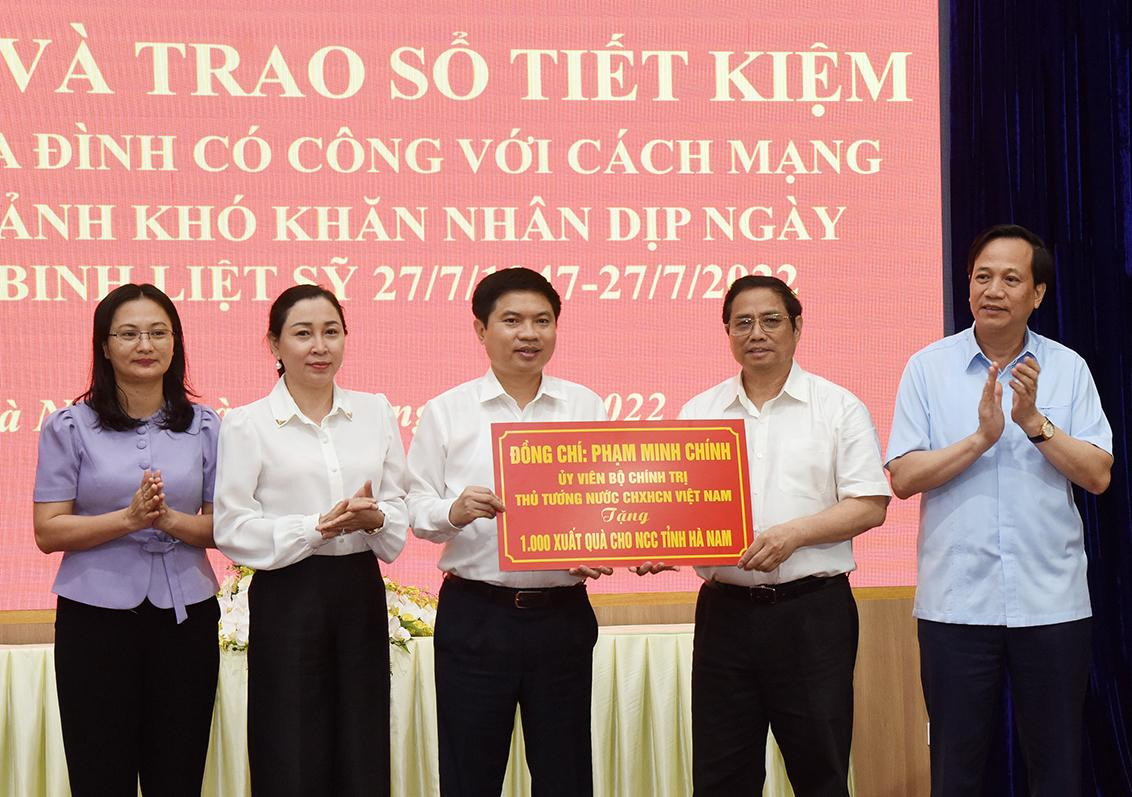 VÀ TRAO SỔ TIẾT KIỆM
A ĐÌNH CÓ CÔNG VỚI CÁCH MẠNG
ẢNH KHÓ KHĂN NHÂN DỊP NGÀY
BINH LIỆT SỸ 27/7/1947-27/7/2022
2022
ĐỒNG CHÍ: PHẠM MINH CHÍNH
ỦY VIÊN BỘ CHÍNH TRỊ
THỦ TƯỚNG NƯỚC CHXHCN VIỆT NAM
Tặng
1.000 XUẤT QUÀ CHO NCC TỈNH HÀ NAM